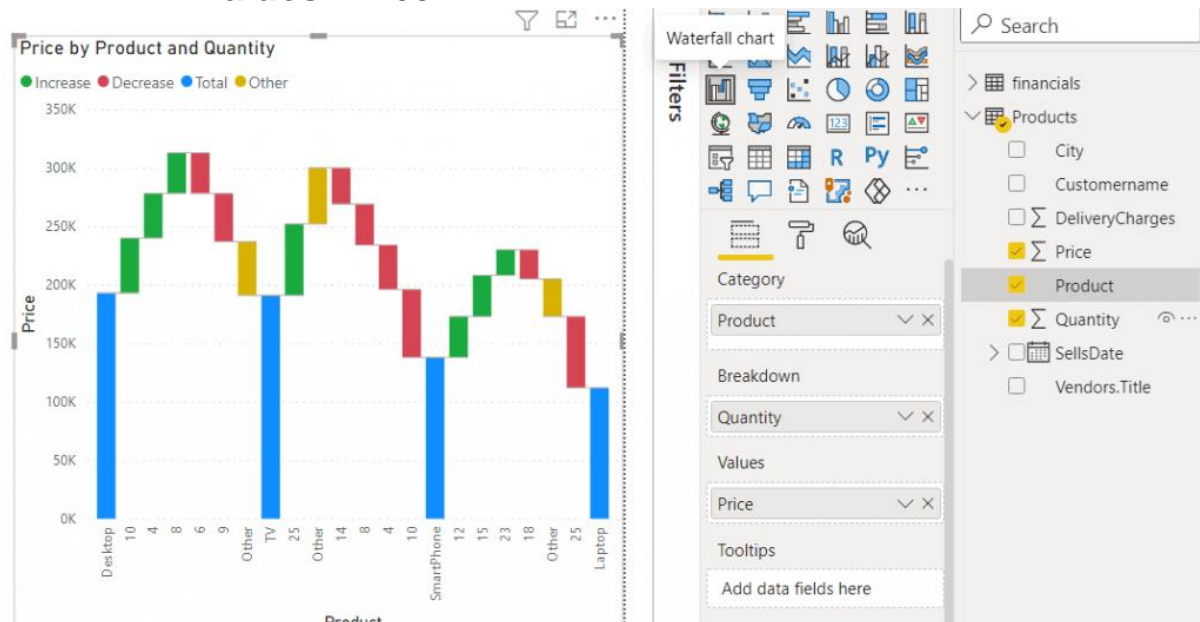 Price by Product and Quantity
Increase Decrease Total Other
350K
300K
250K
200K
150K
100K
50K
0K
Price
Desktop
10
4
8
6
9
Other
TV
25
Other
14
8
4
10
SmartPhone
12
15
23
18
Other
25
Laptop
Product
Waterfall chart
Filters
123
R
Py
Category
Product
Breakdown
Quantity
Values
Price
Tooltips
Add data fields here
Search
financials
Products
City
Customername
∑ DeliveryCharges
∑ Price
Product
∑ Quantity
SellsDate
Vendors.Title